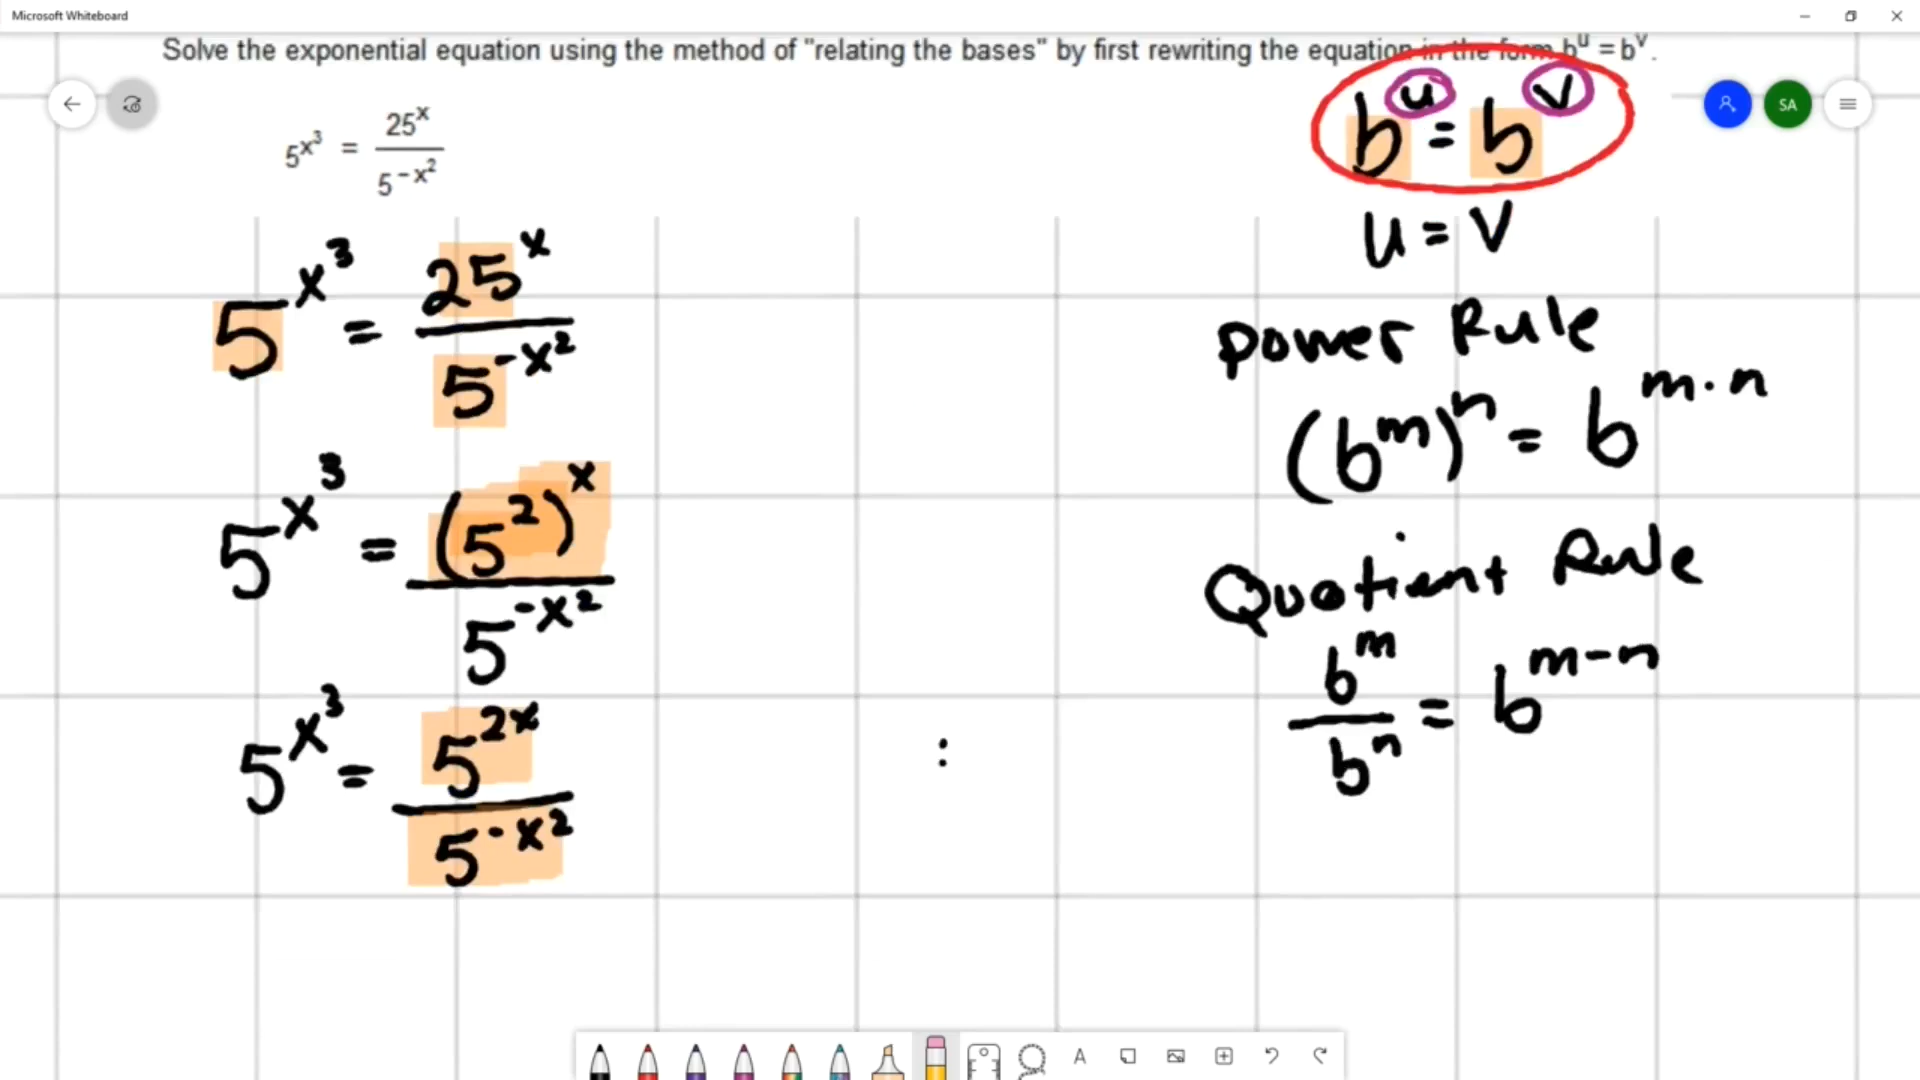 Microsoft Whiteboard
Solve the exponential equation using the method of "relating the bases" by first rewriting the equation in the form b^u = b^v.
5^x^3 = 25^x / 5^-x^2
SA
b^u = b^v
u = v
5^x^3 = 25^x / 5^-x^2
Power Rule
(b^m)^n = b^m·n
5^x^3 = (5^2)^x / 5^-x^2
Quotient Rule
b^m / b^n = b^m-n
5^x^3 = 5^2x / 5^-x^2
:
A